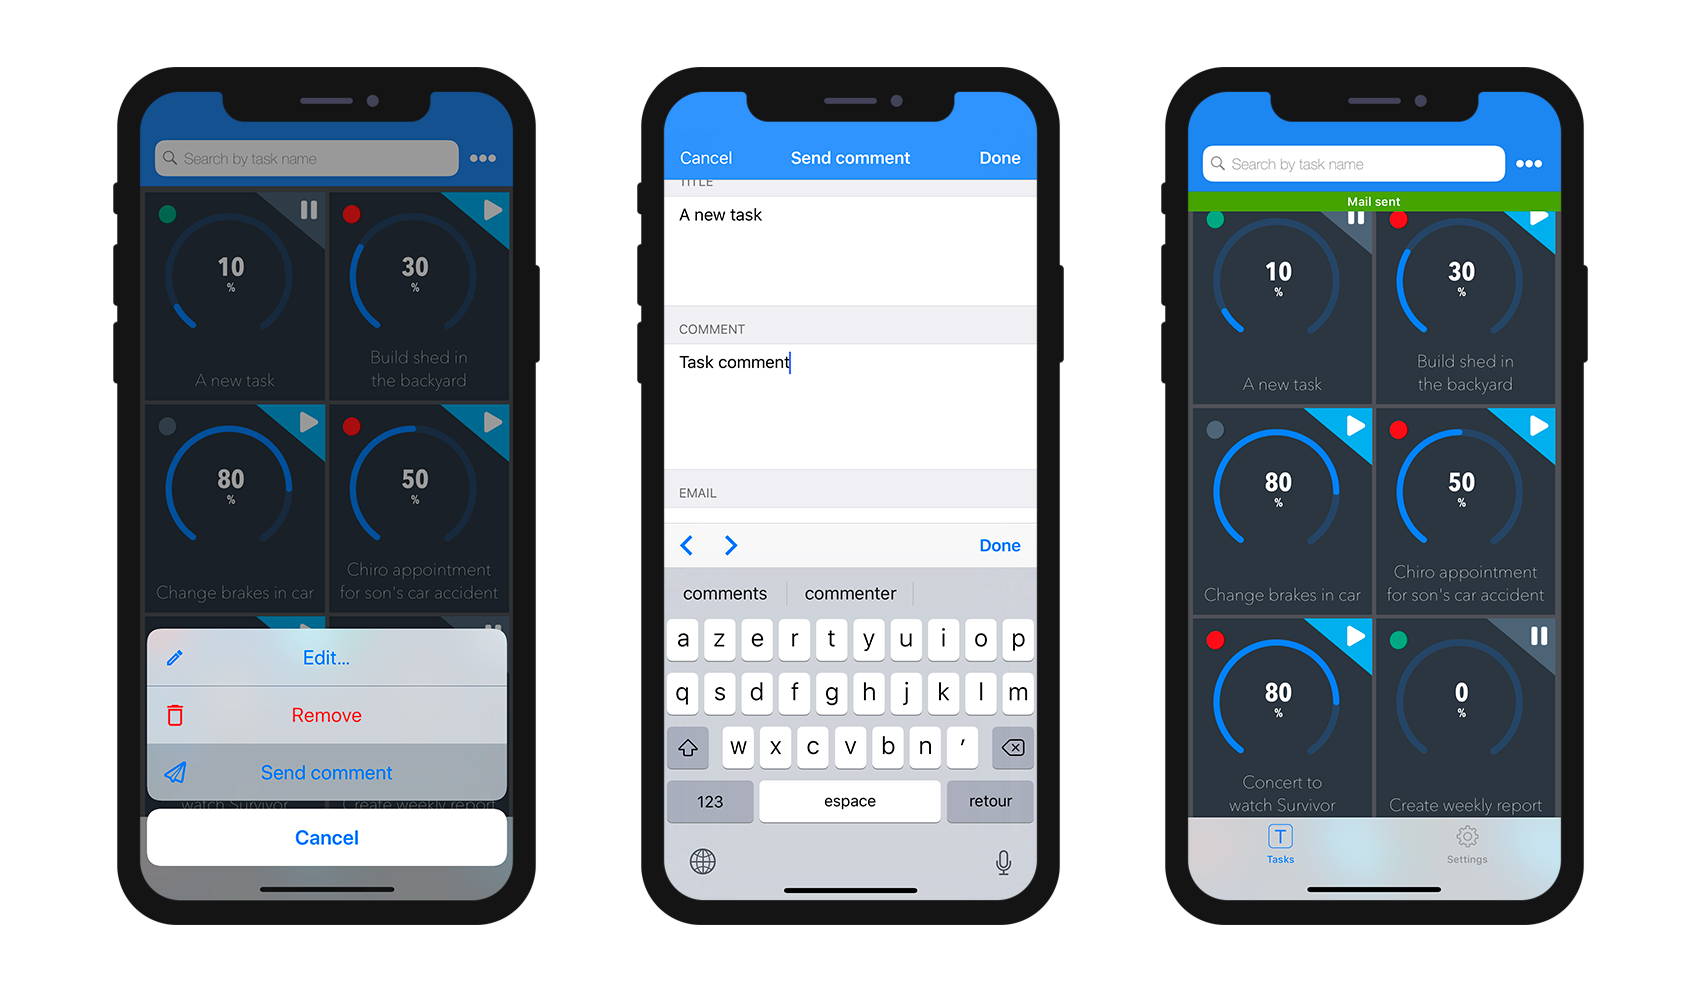 Search by task name
10
%
A new task
30
%
Build shed in
the backyard
80
%
Change brakes in car
50
%
Chiro appointment
for son's car accident
Edit...
Remove
Send comment
watch Survivor
Create weekly report
Cancel
Cancel
Send comment
Done
TITLE
A new task
COMMENT
Task comment
EMAIL
Done
comments
commenter
a z e r t y u i o p
q s d f g h j k l m
w x c v b n ’
123
espace
retour
Search by task name
Mail sent
10
%
A new task
30
%
Build shed in
the backyard
80
%
Change brakes in car
50
%
Chiro appointment
for son's car accident
80
%
Concert to
watch Survivor
0
%
Create weekly report
T
Tasks
Settings